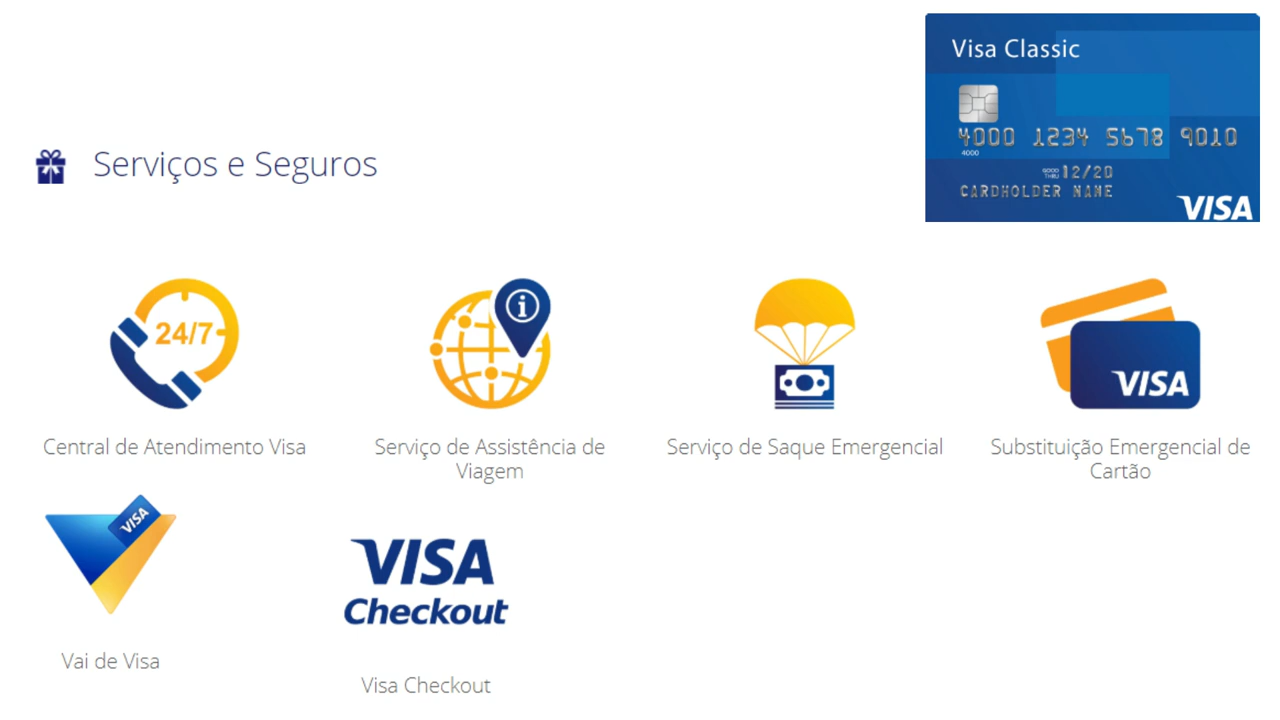 Visa Classic
4000 1234 5678 9010
4000
GOOD
THRU 12/20
CARDHOLDER NAME
VISA
Serviços e Seguros
24/7
i
VISA
Central de Atendimento Visa
Serviço de Assistência de
Viagem
Serviço de Saque Emergencial
Substituição Emergencial de
Cartão
VISA
VISA
Checkout
Vai de Visa
Visa Checkout